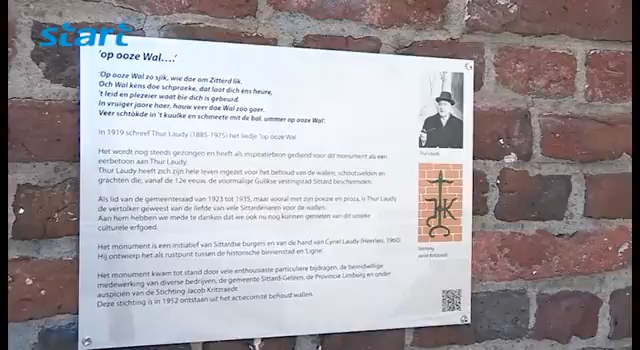 start
'op ooze Wal....'
'Op ooze Wal zo sjik, wie dae om Zitterd lik.
Och Wal kens doe schpraeke, dat laot dich ens heure,
't leid en plezeier waat bie dich is gebeurd.
In vruiger jaore haer, hauw veer dae Wal zoo gaer.
Veer schtökde in 't kuulke en schmeete mit de bal, ummer op ooze Wal'.
In 1919 schreef Thur Laudy (1885-1975) het liedje 'op ooze Wal
Het wordt nog steeds gezongen en heeft als inspiratiebron gediend voor dit monument als een
eerbetoon aan Thur Laudy.
Thur Laudy heeft zich zijn hele leven ingezet voor het behoud van de wallen, schootsvelden en
grachten die, vanaf de 12e eeuw, de voormalige Gulikse vestingstad Sittard beschermden.
Als lid van de gemeenteraad van 1923 tot 1935, maar vooral met zijn poëzie en proza, is Thur Laudy
de vertolker geweest van de liefde van vele Sittardenaren voor de wallen.
Aan hem hebben we mede te danken dat we ook nu nog kunnen genieten van dit unieke
culturele erfgoed.
Het monument is een initiatief van Sittardse burgers en van de hand van Cyriel Laudy (Heerlen, 1960)
Hij ontwierp het als rustpunt tussen de historische binnenstad en 'Ligne'.
Het monument kwam tot stand door vele enthousiaste particuliere bijdragen, de bereidwillige
medewerking van diverse bedrijven, de gemeente Sittard-Geleen, de Provincie Limburg en onder
auspiciën van de Stichting Jacob Kritzraedt.
Deze stichting is in 1952 ontstaan uit het actiecomité behoud wallen.
Thur Laudy
Stichting
Jacob Kritzraedt